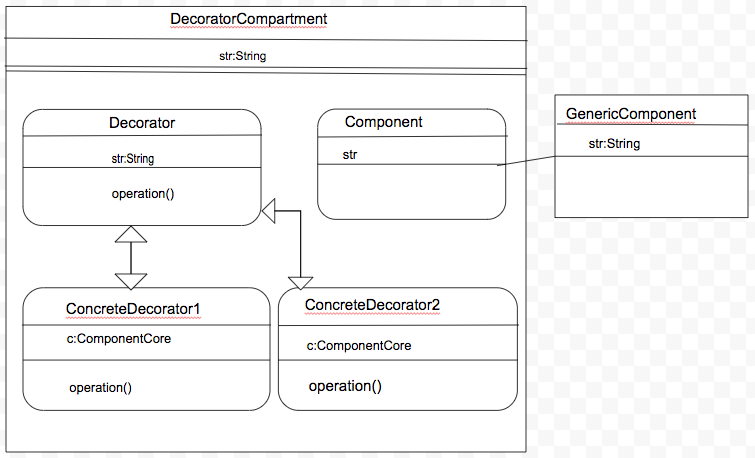 DecoratorCompartment
str:String
Decorator
str:String
operation()
Component
str
GenericComponent
str:String
ConcreteDecorator1
c:ComponentCore
operation()
ConcreteDecorator2
c:ComponentCore
operation()